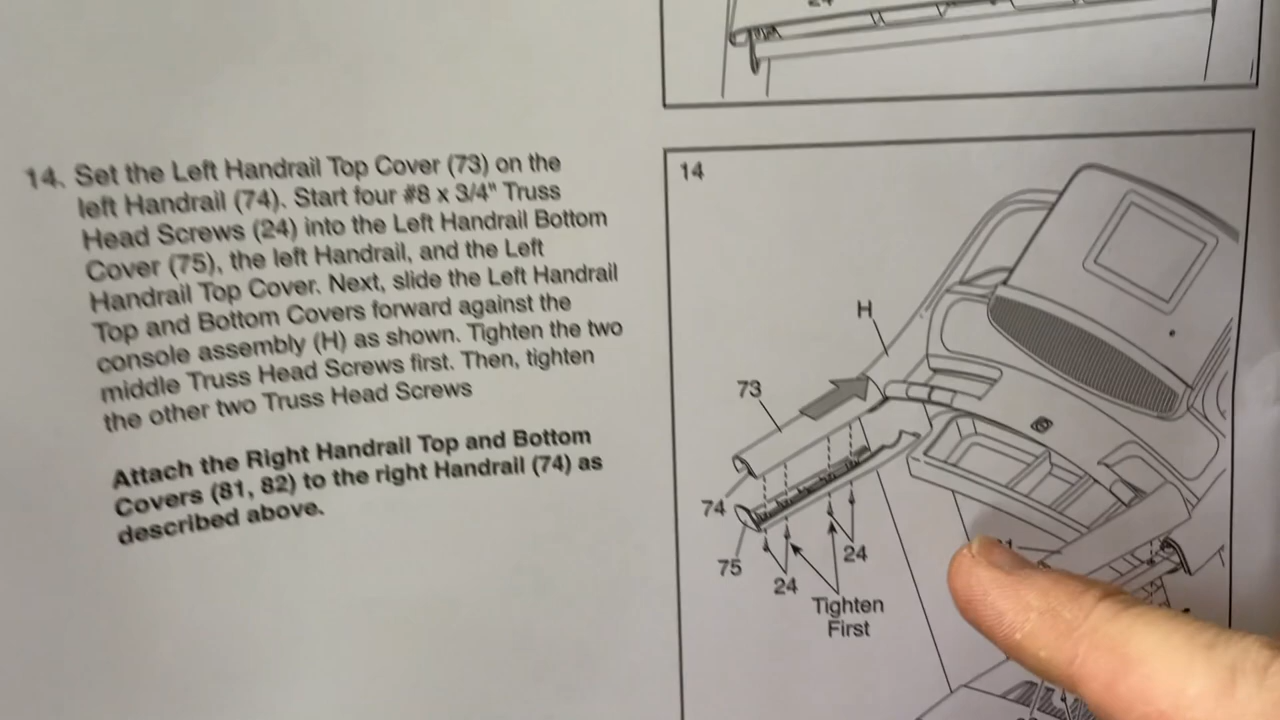 14. Set the Left Handrail Top Cover (73) on the
left Handrail (74). Start four #8 x 3/4" Truss
Head Screws (24) into the Left Handrail Bottom
Cover (75), the left Handrail, and the Left
Handrail Top Cover. Next, slide the Left Handrail
Top and Bottom Covers forward against the
console assembly (H) as shown. Tighten the two
middle Truss Head Screws first. Then, tighten
the other two Truss Head Screws
Attach the Right Handrail Top and Bottom
Covers (81, 82) to the right Handrail (74) as
described above.
14
H
73
74
75
24
24
Tighten
First